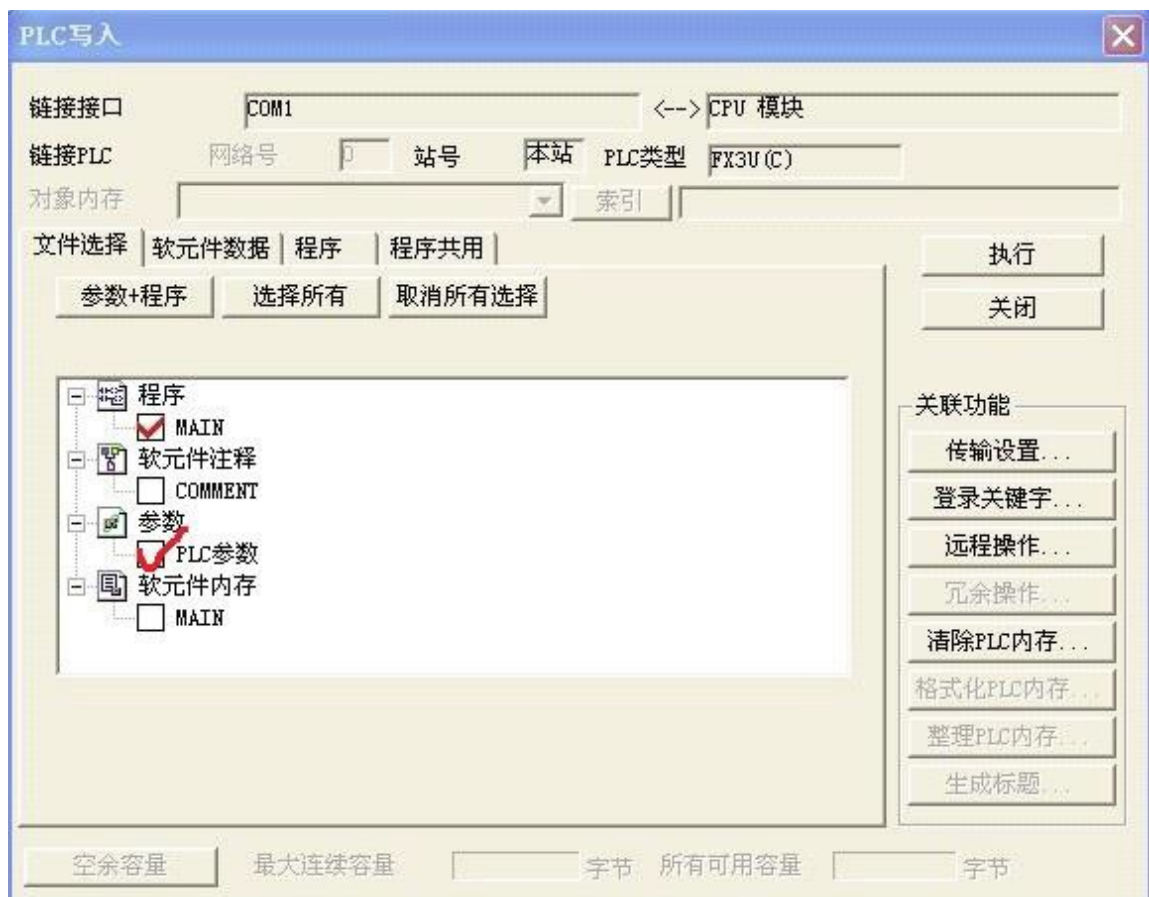 PLC写入
链接接口 COM1 <--> CPU 模块
链接PLC 网络号 0 站号 本站 PLC类型 FX3U(C)
对象内存 索引
文件选择 软元件数据 程序 程序共用
执行
参数+程序 选择所有 取消所有选择
关闭
程序
MAIN
软元件注释
COMMENT
参数
PLC参数
软元件内存
MAIN
关联功能
传输设置...
登录关键字...
远程操作...
冗余操作...
清除PLC内存...
格式化PLC内存...
整理PLC内存...
生成标题...
空余容量 最大连续容量 字节 所有可用容量 字节